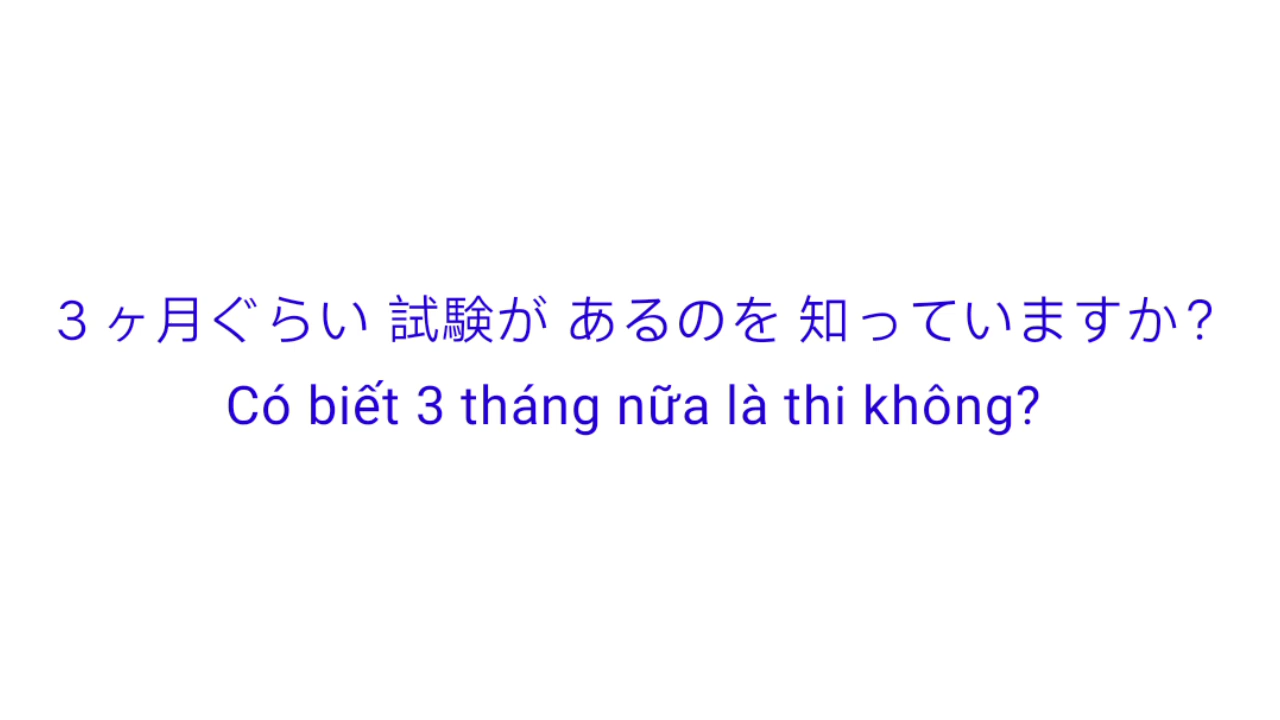 ３ヶ月ぐらい 試験が あるのを 知っていますか?
Có biết 3 tháng nữa là thi không?